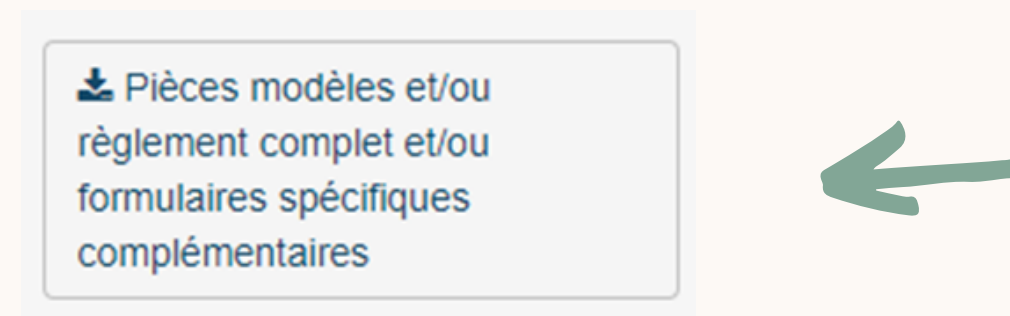 Pièces modèles et/ou
règlement complet et/ou
formulaires spécifiques
complémentaires